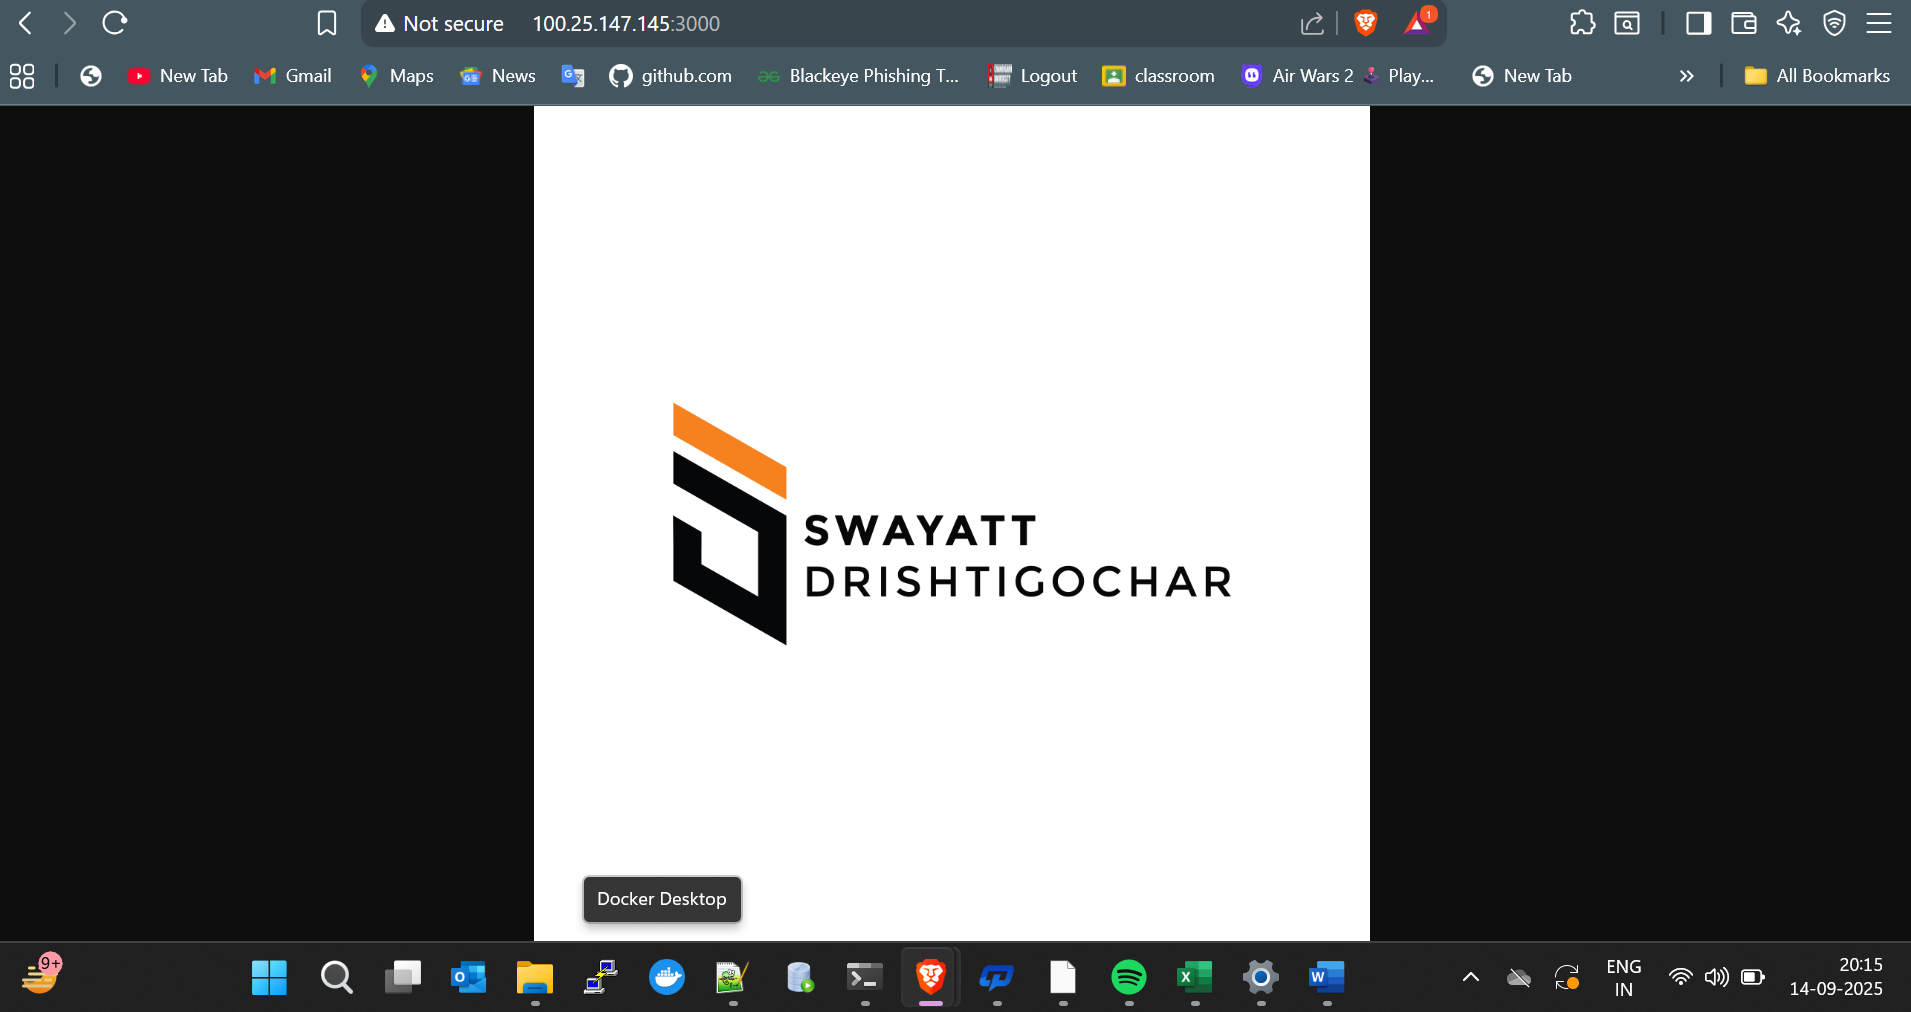 Not secure 100.25.147.145:3000
1
New Tab Gmail Maps News github.com Blackeye Phishing T... Logout classroom Air Wars 2 Play... New Tab » All Bookmarks
SWAYATT
DRISHTIGOCHAR
Docker Desktop
9+
ENG
IN
20:15
14-09-2025